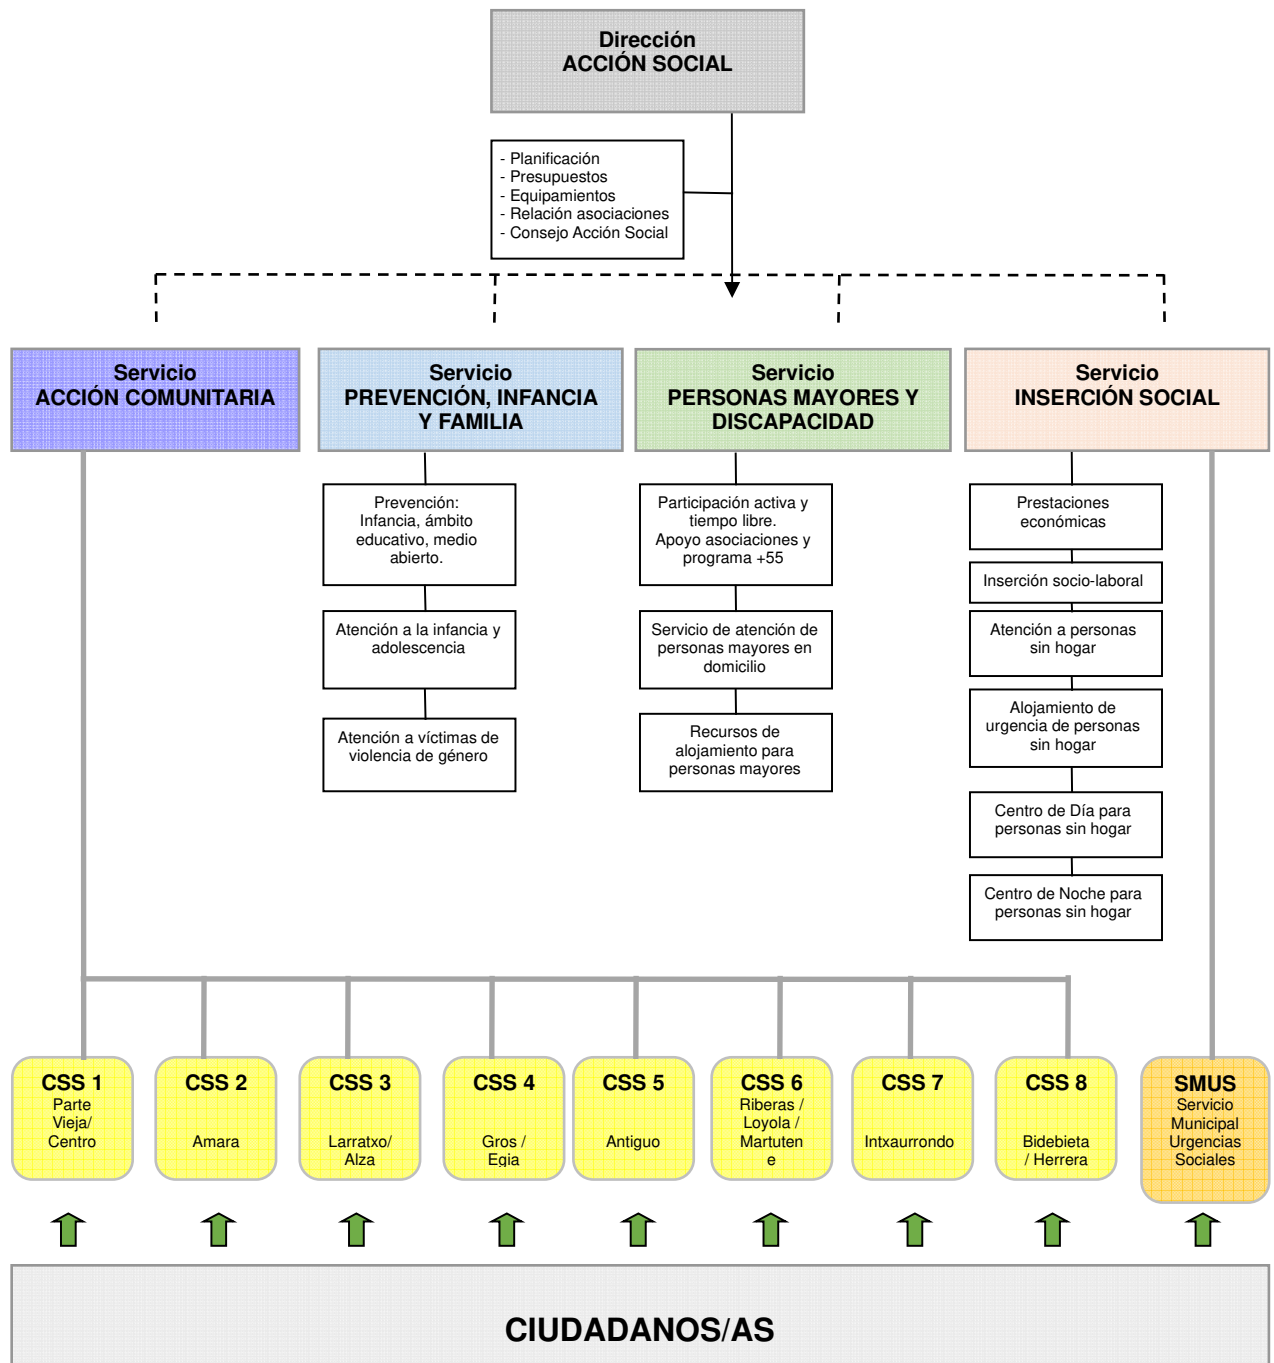 Dirección
ACCIÓN SOCIAL
- Planificación
- Presupuestos
- Equipamientos
- Relación asociaciones
- Consejo Acción Social
Servicio
ACCIÓN COMUNITARIA
Servicio
PREVENCIÓN, INFANCIA
Y FAMILIA
Servicio
PERSONAS MAYORES Y
DISCAPACIDAD
Servicio
INSERCIÓN SOCIAL
Prevención:
Infancia, ámbito
educativo, medio
abierto.
Atención a la infancia y
adolescencia
Atención a víctimas de
violencia de género
Participación activa y
tiempo libre.
Apoyo asociaciones y
programa +55
Servicio de atención de
personas mayores en
domicilio
Recursos de
alojamiento para
personas mayores
Prestaciones
económicas
Inserción socio-laboral
Atención a personas
sin hogar
Alojamiento de
urgencia de personas
sin hogar
Centro de Día para
personas sin hogar
Centro de Noche para
personas sin hogar
CSS 1
Parte
Vieja/
Centro
CSS 2
Amara
CSS 3
Larratxo/
Alza
CSS 4
Gros /
Egia
CSS 5
Antiguo
CSS 6
Riberas /
Loyola /
Martuten
e
CSS 7
Intxaurrondo
CSS 8
Bidebieta
/ Herrera
SMUS
Servicio
Municipal
Urgencias
Sociales
CIUDADANOS/AS